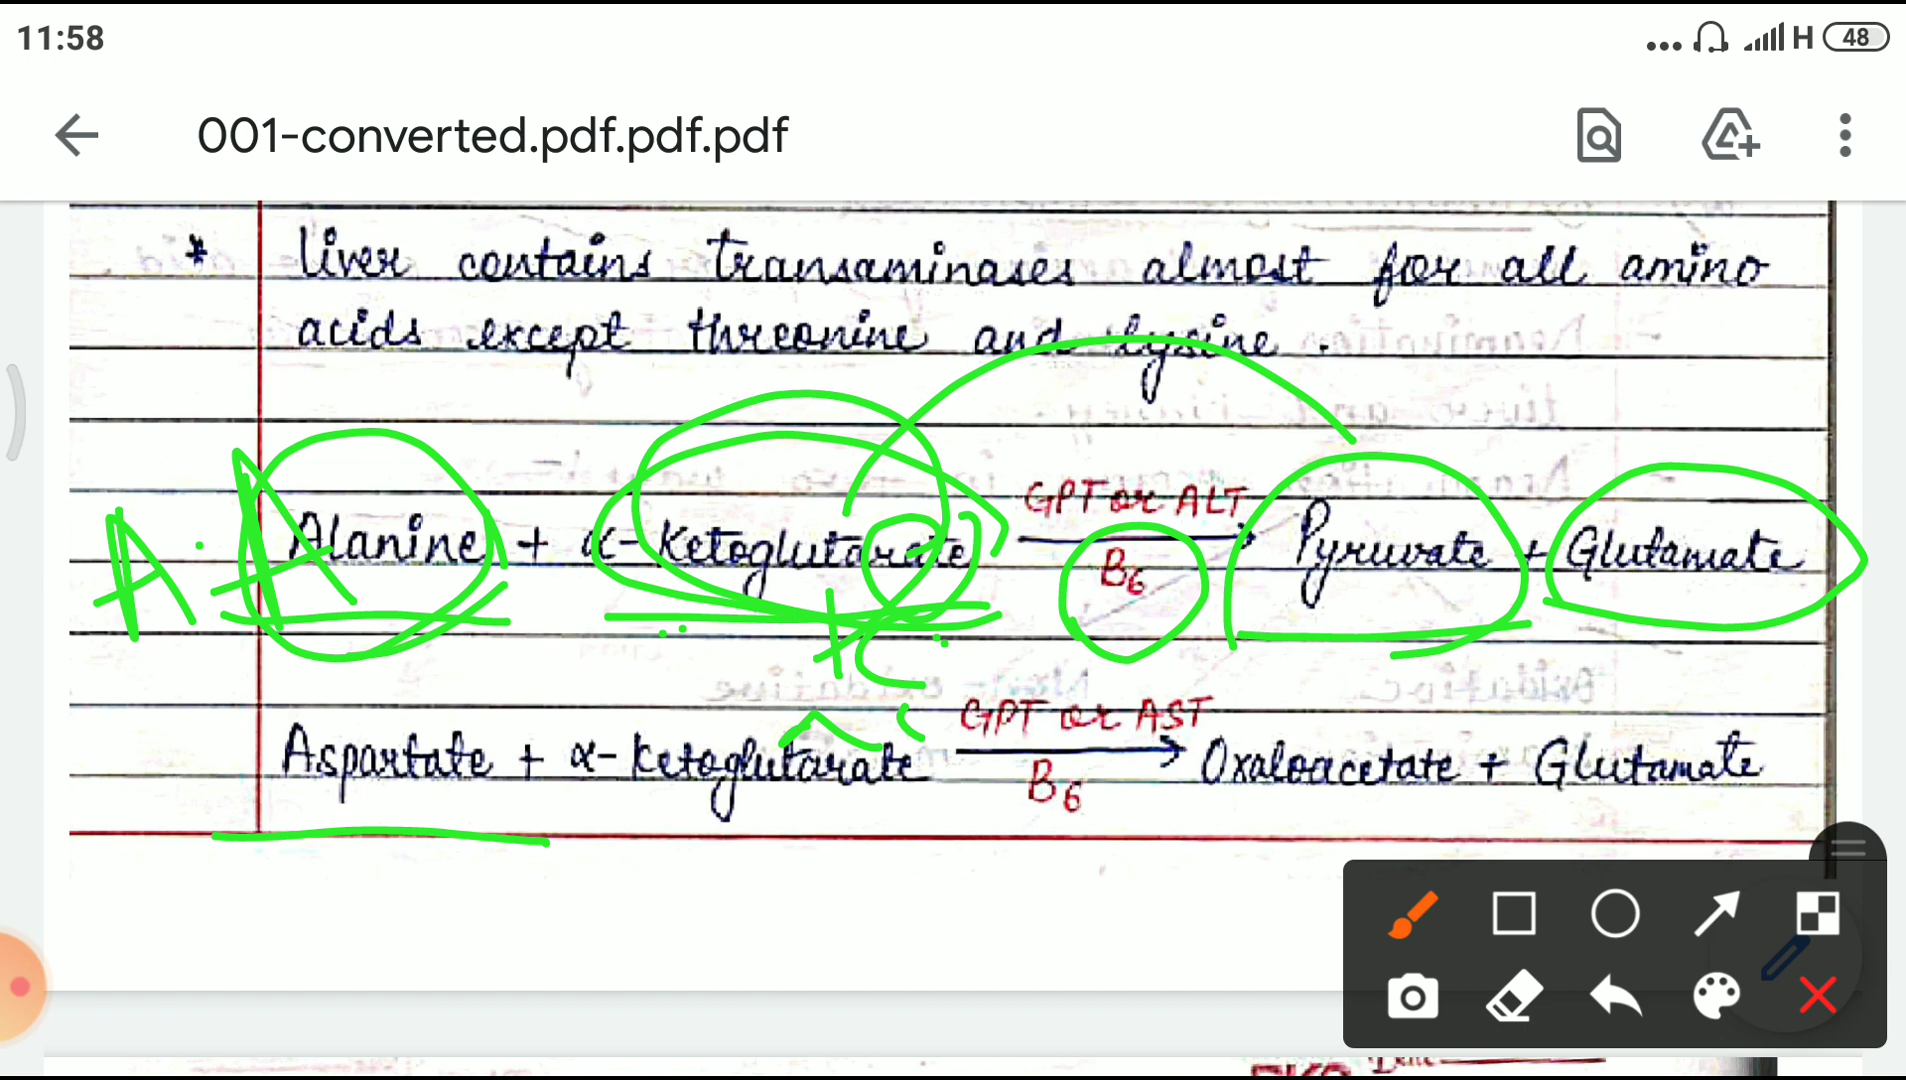 11:58
H 48
001-converted.pdf.pdf.pdf
* liver contains transaminases almost for all amino
acids except threonine and lysine.
A. A
GPT or ALT
Alanine + α-ketoglutarate → Pyruvate + Glutamate
B6
GPT or AST
Aspartate + α-ketoglutarate → Oxaloacetate + Glutamate
B6